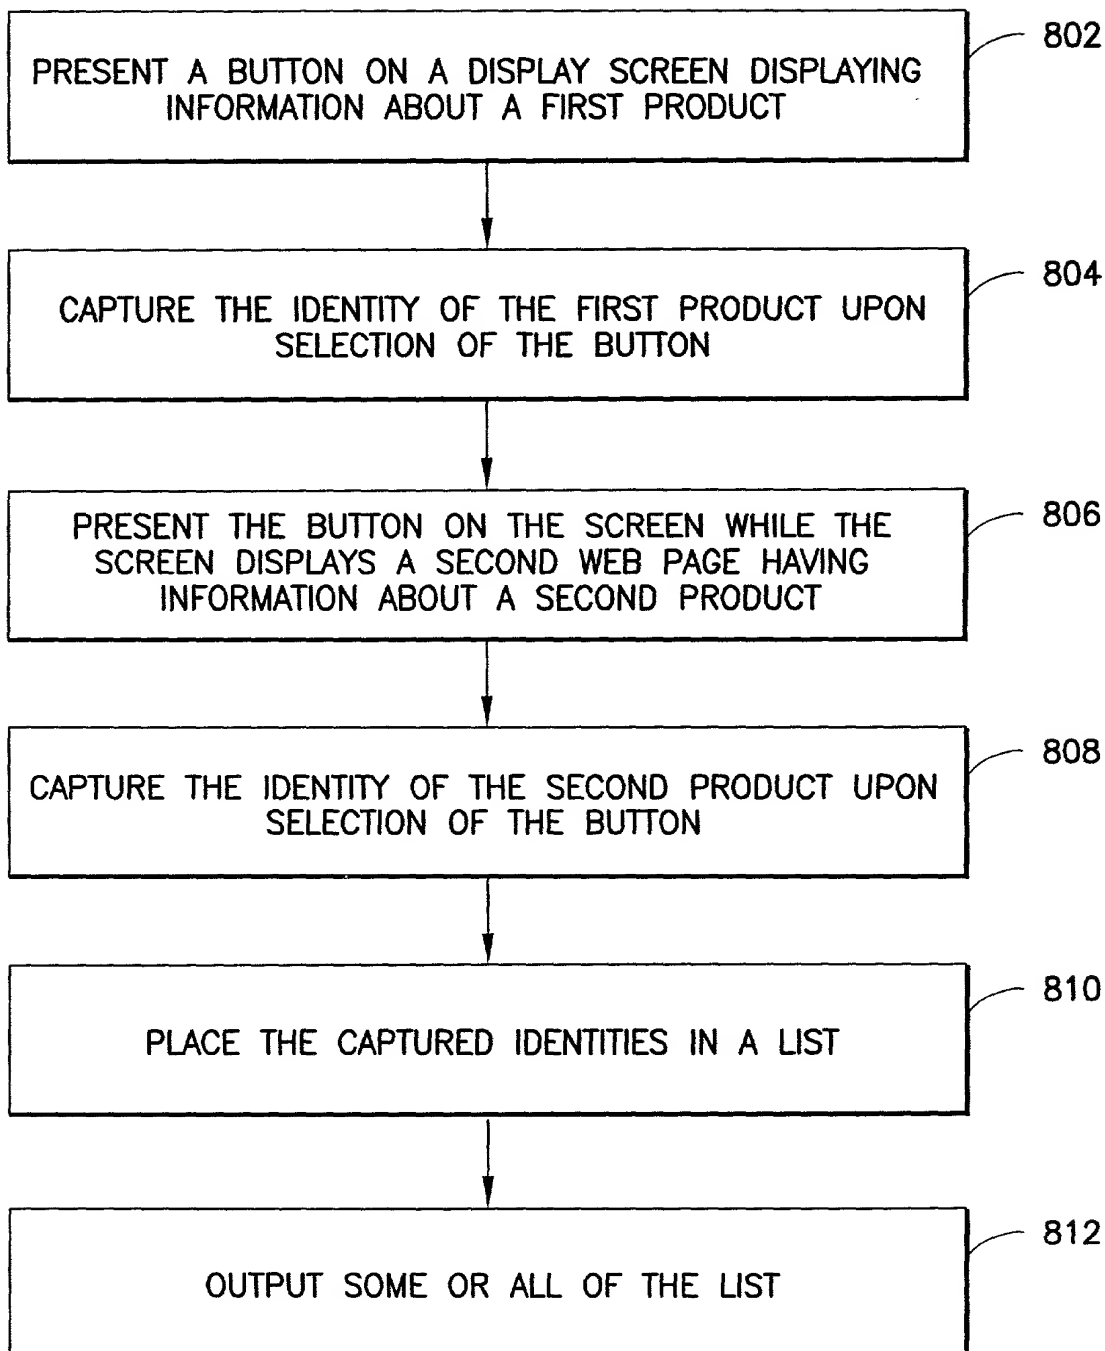 802
PRESENT A BUTTON ON A DISPLAY SCREEN DISPLAYING
INFORMATION ABOUT A FIRST PRODUCT
804
CAPTURE THE IDENTITY OF THE FIRST PRODUCT UPON
SELECTION OF THE BUTTON
806
PRESENT THE BUTTON ON THE SCREEN WHILE THE
SCREEN DISPLAYS A SECOND WEB PAGE HAVING
INFORMATION ABOUT A SECOND PRODUCT
808
CAPTURE THE IDENTITY OF THE SECOND PRODUCT UPON
SELECTION OF THE BUTTON
810
PLACE THE CAPTURED IDENTITIES IN A LIST
812
OUTPUT SOME OR ALL OF THE LIST